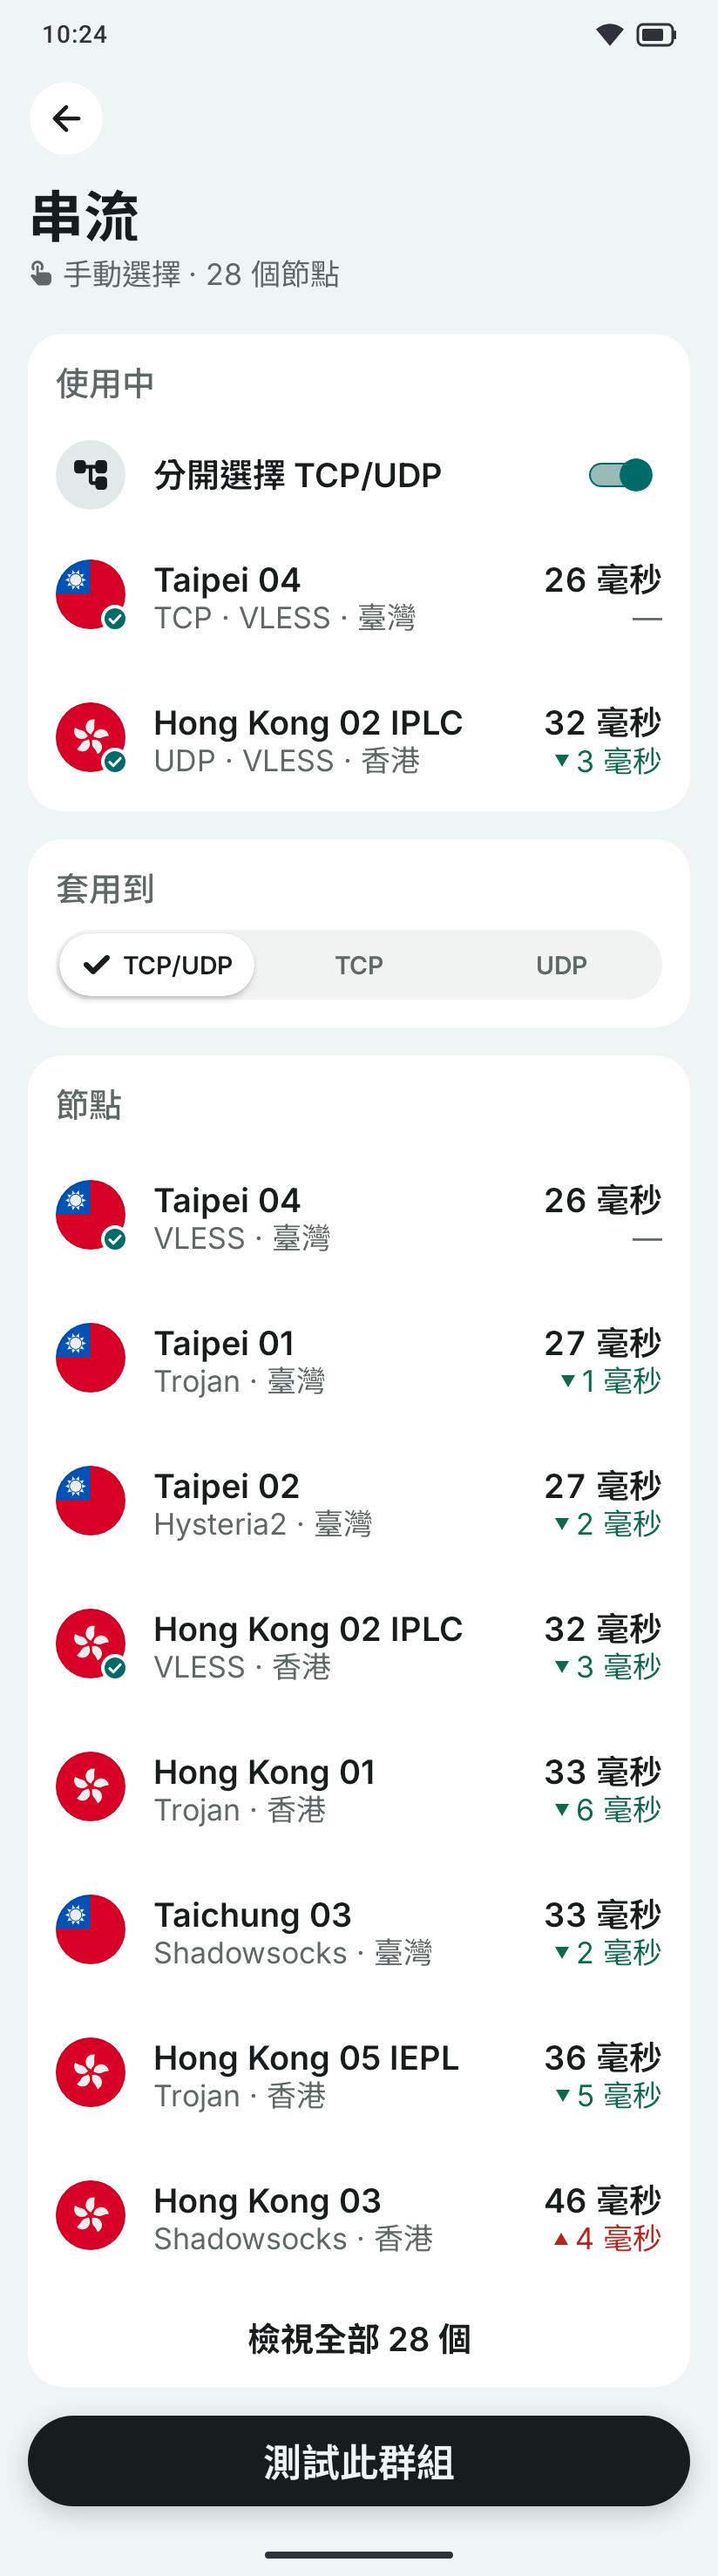 10:24
串流
手動選擇 · 28 個節點
使用中
分開選擇 TCP/UDP
Taipei 04
26 毫秒
TCP · VLESS · 臺灣
—
Hong Kong 02 IPLC
32 毫秒
UDP · VLESS · 香港
▼3 毫秒
套用到
TCP/UDP
TCP
UDP
節點
Taipei 04
26 毫秒
VLESS · 臺灣
—
Taipei 01
27 毫秒
Trojan · 臺灣
▼1 毫秒
Taipei 02
27 毫秒
Hysteria2 · 臺灣
▼2 毫秒
Hong Kong 02 IPLC
32 毫秒
VLESS · 香港
▼3 毫秒
Hong Kong 01
33 毫秒
Trojan · 香港
▼6 毫秒
Taichung 03
33 毫秒
Shadowsocks · 臺灣
▼2 毫秒
Hong Kong 05 IEPL
36 毫秒
Trojan · 香港
▼5 毫秒
Hong Kong 03
46 毫秒
Shadowsocks · 香港
▲4 毫秒
檢視全部 28 個
測試此群組